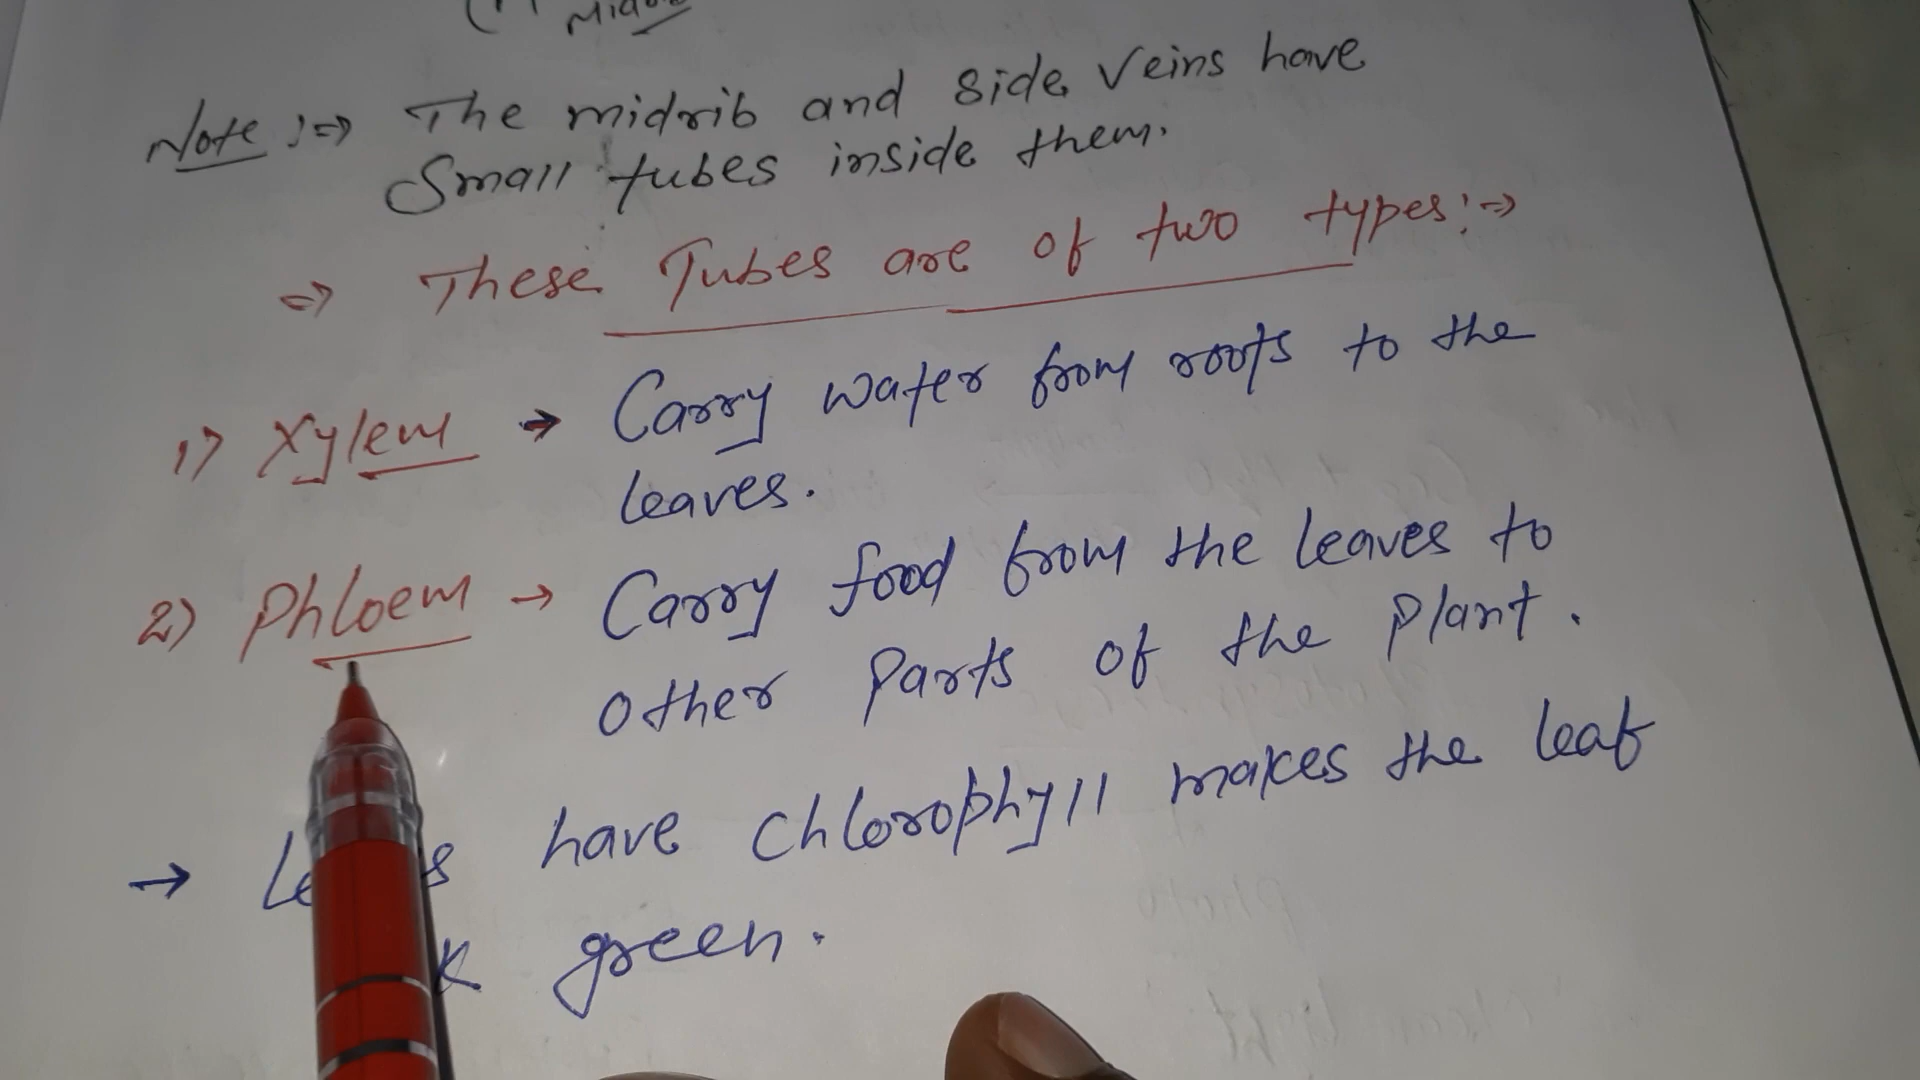 Note :⇒ The midrib and side veins have
Small tubes inside them.
⇒ These Tubes are of two types :⇒
1) Xylem → Carry water from roots to the
leaves.
2) Phloem → Carry food from the leaves to
other parts of the plant.
→ have chlorophyll makes the leaf
green.